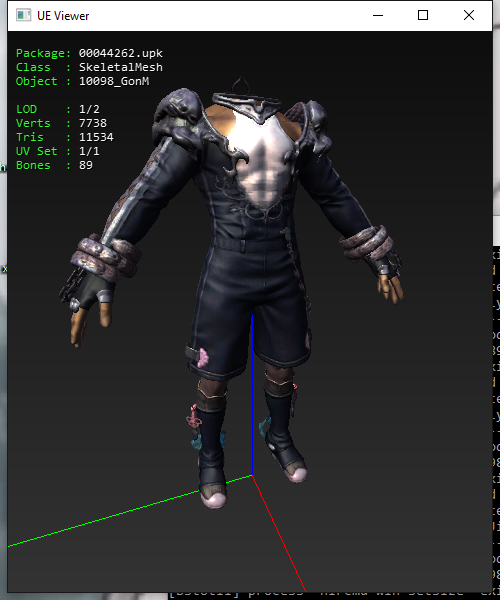 UE Viewer
Package: 00044262.upk
Class : SkeletalMesh
Object : 10098_GonM
LOD : 1/2
Verts : 7738
Tris : 11534
UV Set : 1/1
Bones : 89